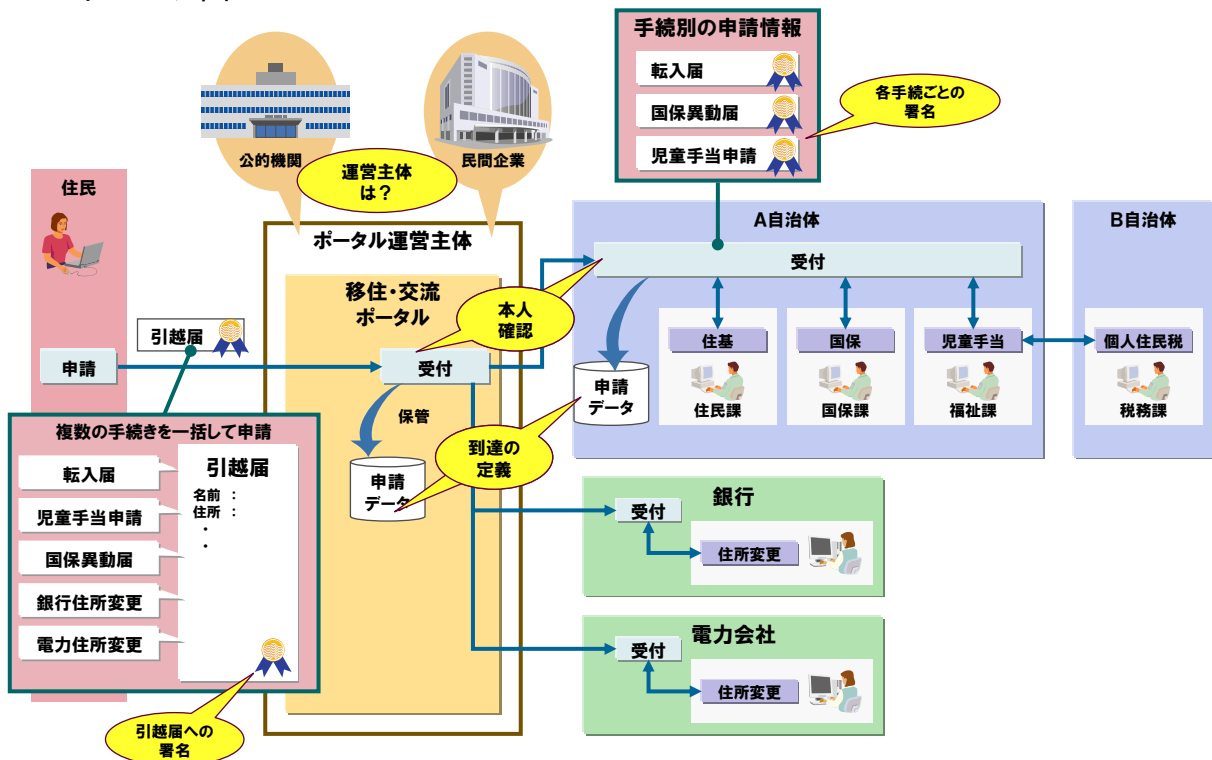 手続別の申請情報
転入届
国保異動届
児童手当申請
各手続ごとの
署名
公的機関
民間企業
運営主体
は？
住民
ポータル運営主体
A自治体
B自治体
受付
移住・交流
ポータル
本人
確認
引越届
申請
受付
住基
国保
児童手当
個人住民税
申請
データ
住民課
国保課
福祉課
税務課
保管
複数の手続きを一括して申請
転入届
児童手当申請
国保異動届
銀行住所変更
電力住所変更
引越届
名前 ：
住所 ：
・
・
到達の
定義
申請
データ
銀行
受付
住所変更
電力会社
受付
住所変更
引越届への
署名